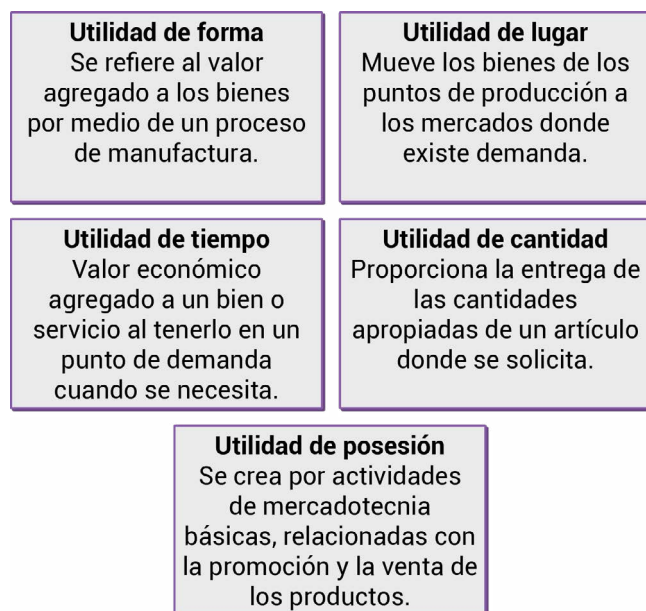 Utilidad de forma
Se refiere al valor
agregado a los bienes
por medio de un proceso
de manufactura.
Utilidad de lugar
Mueve los bienes de los
puntos de producción a
los mercados donde
existe demanda.
Utilidad de tiempo
Valor económico
agregado a un bien o
servicio al tenerlo en un
punto de demanda
cuando se necesita.
Utilidad de cantidad
Proporciona la entrega de
las cantidades
apropiadas de un artículo
donde se solicita.
Utilidad de posesión
Se crea por actividades
de mercadotecnia
básicas, relacionadas con
la promoción y la venta de
los productos.